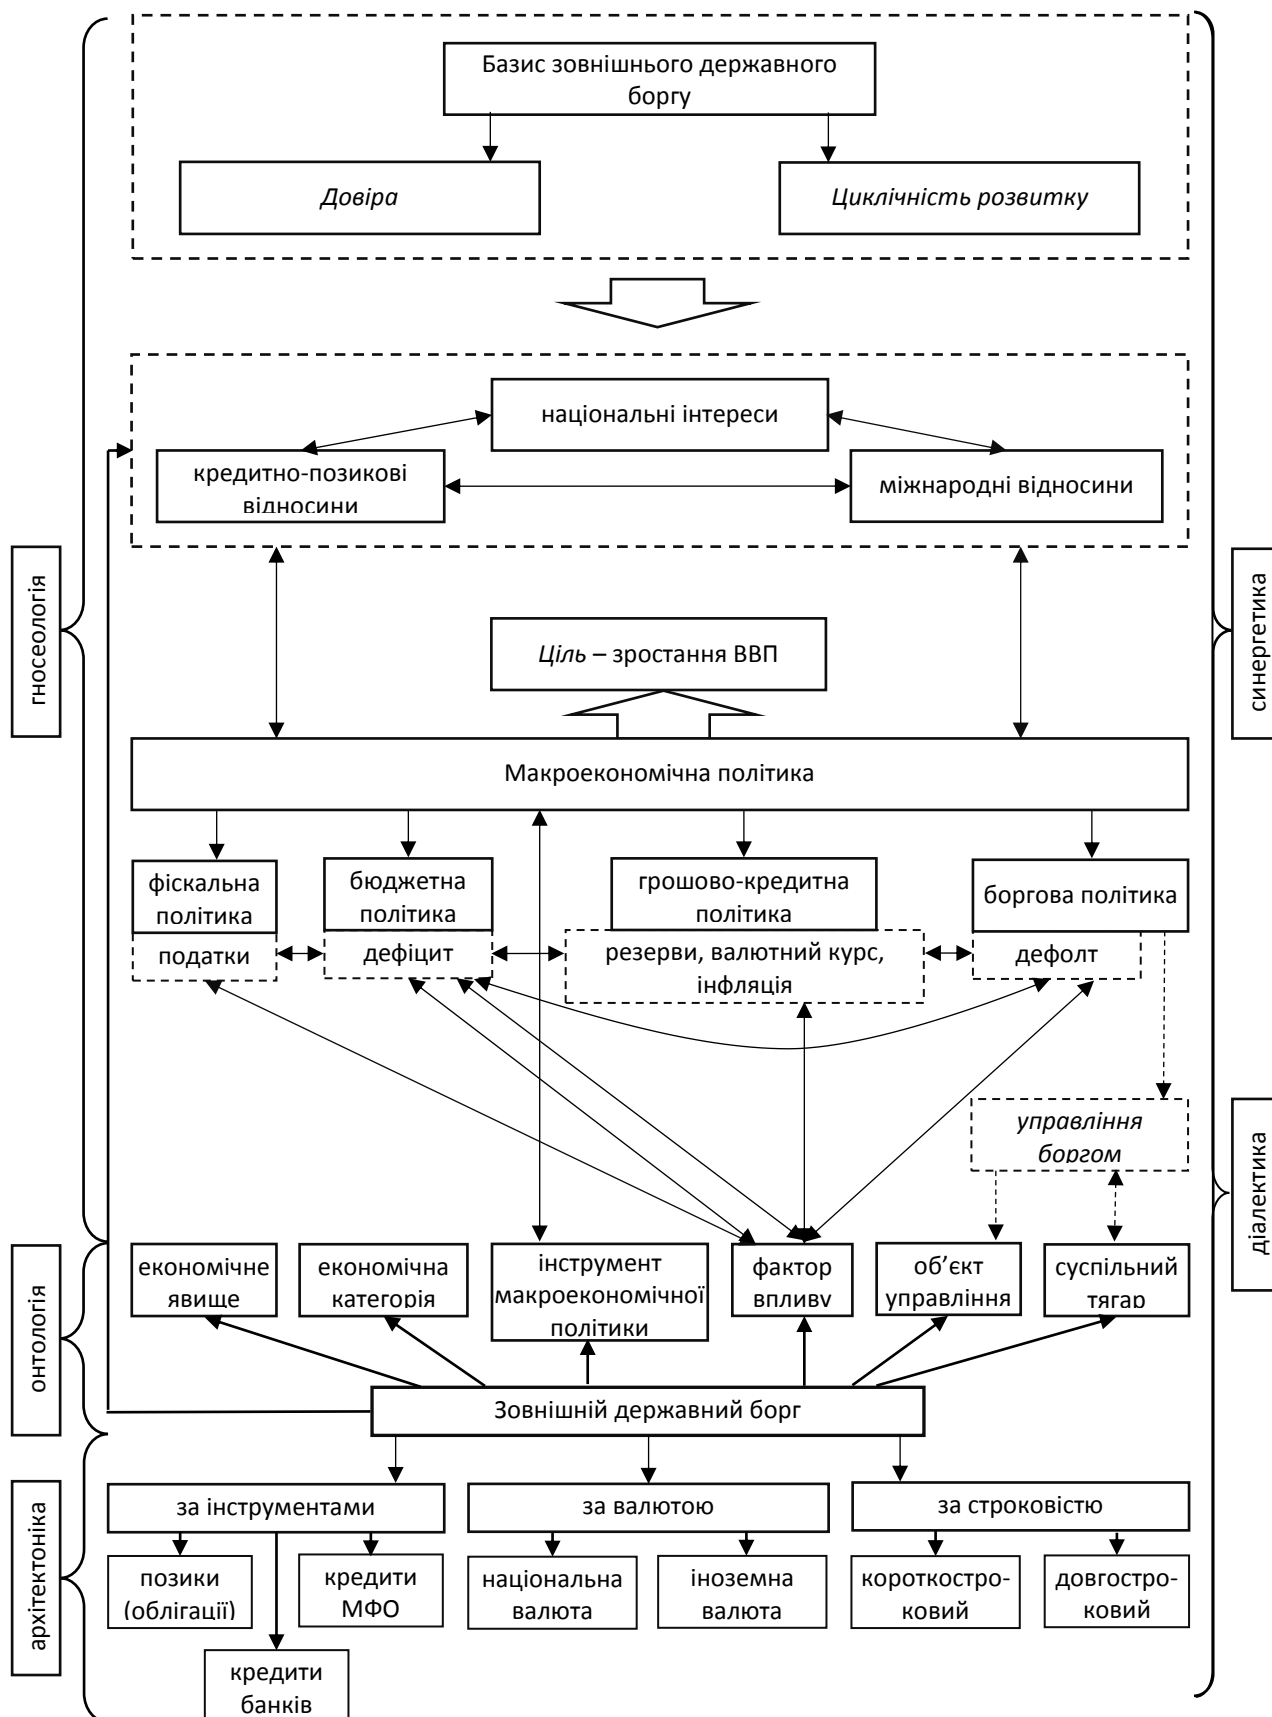 Базис зовнішнього державного
боргу
Довіра
Циклічність розвитку
національні інтереси
кредитно-позикові
відносини
міжнародні відносини
гносеологія
синергетика
Ціль – зростання ВВП
Макроекономічна політика
фіскальна
політика
бюджетна
політика
грошово-кредитна
політика
боргова політика
податки
дефіцит
резерви, валютний курс,
інфляція
дефолт
управління
боргом
діалектика
онтологія
економічне
явище
економічна
категорія
інструмент
макроекономічної
політики
фактор
впливу
об’єкт
управління
суспільний
тягар
Зовнішній державний борг
архітектоніка
за інструментами
за валютою
за строковістю
позики
(облігації)
кредити
МФО
національна
валюта
іноземна
валюта
короткостро-
ковий
довгостро-
ковий
кредити
банків